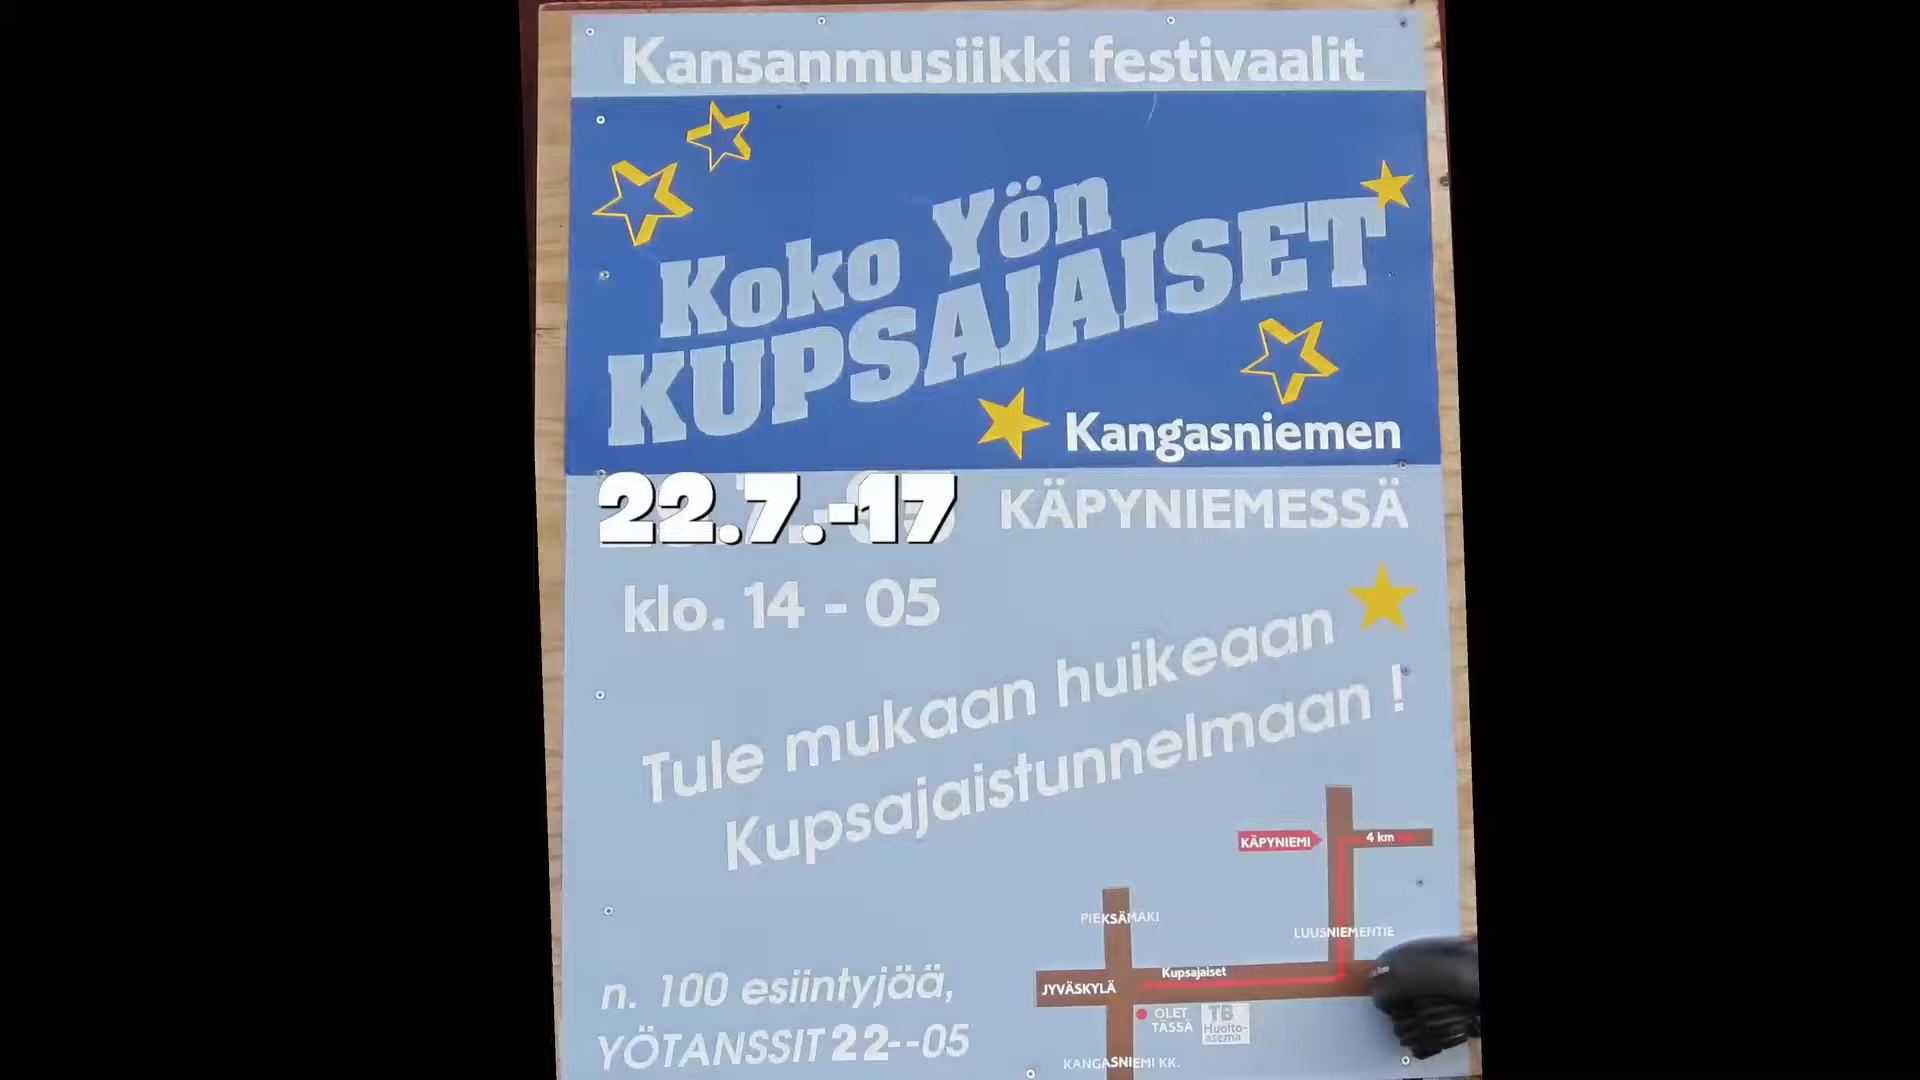 Kansanmusiikki festivaalit
Koko Yön
KUPSAJAISET
Kangasniemen
22.7.-17 KÄPYNIEMESSÄ
klo. 14 - 05
Tule mukaan huikeaan
Kupsajaistunnelmaan !
KÄPYNIEMI
4 km
PIEKSÄMÄKI
LUUSNIEMENTIE
Kupsajaiset
JYVÄSKYLÄ
OLET
TÄSSÄ
TB
Huolto-
asema
KANGASNIEMI KK.
n. 100 esiintyjää,
YÖTANSSIT 22--05